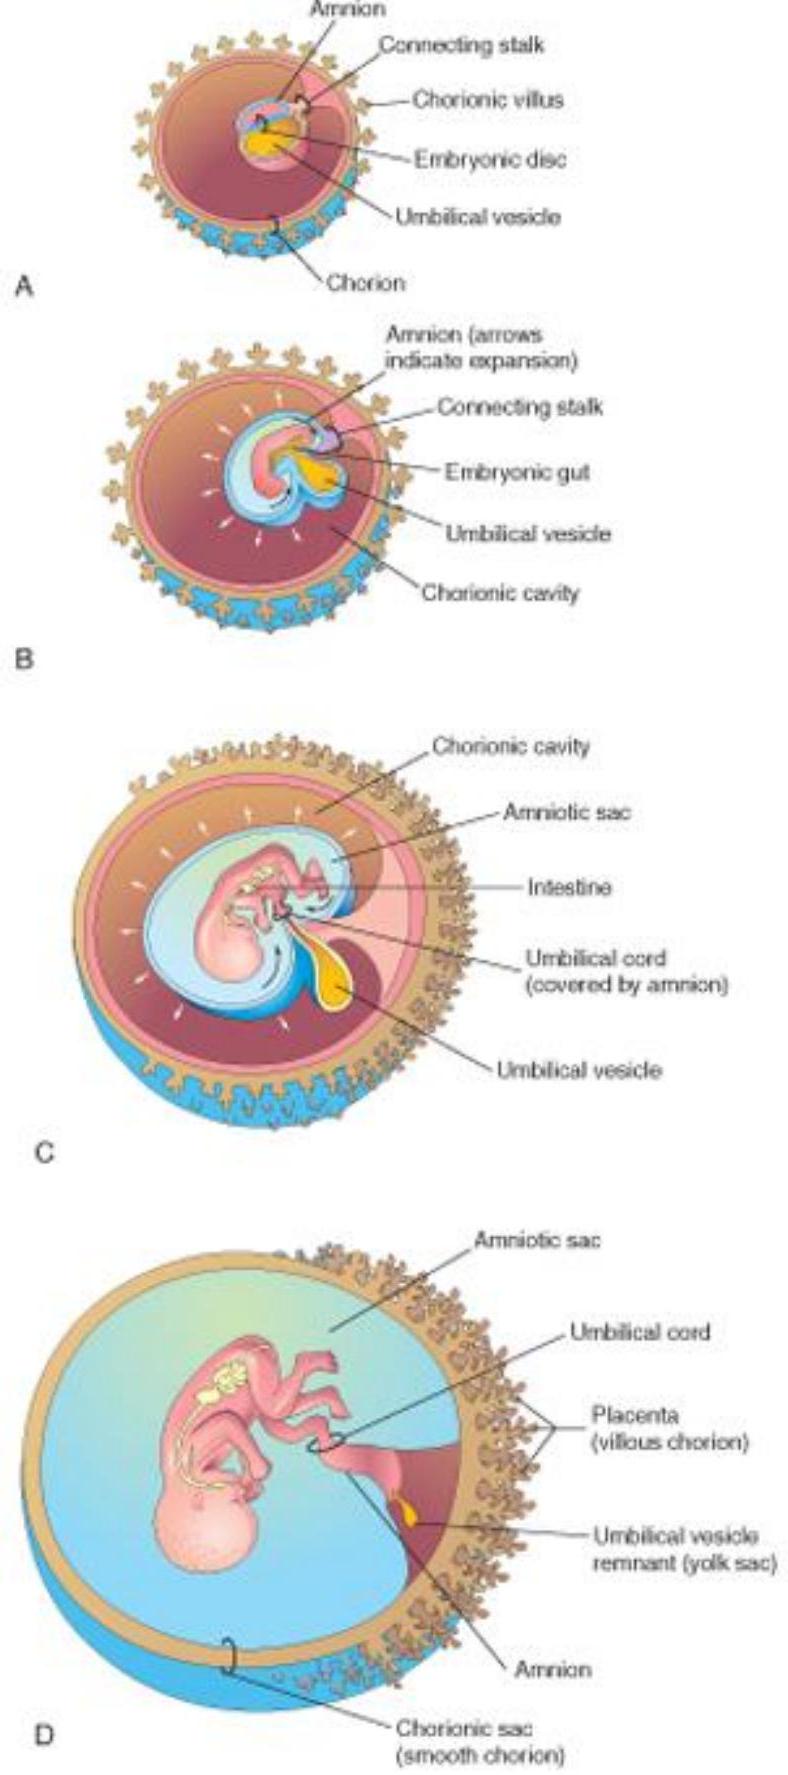 Amnion
Connecting stalk
Chorionic villus
Embryonic disc
Umbilical vesicle
Chorion
A
Amnion (arrows
indicate expansion)
Connecting stalk
Embryonic gut
Umbilical vesicle
Chorionic cavity
B
Chorionic cavity
Amniotic sac
Intestine
Umbilical cord
(covered by amnion)
Umbilical vesicle
C
Amniotic sac
Umbilical cord
Placenta
(villous chorion)
Umbilical vesicle
remnant (yolk sac)
Amnion
Chorionic sac
(smooth chorion)
D